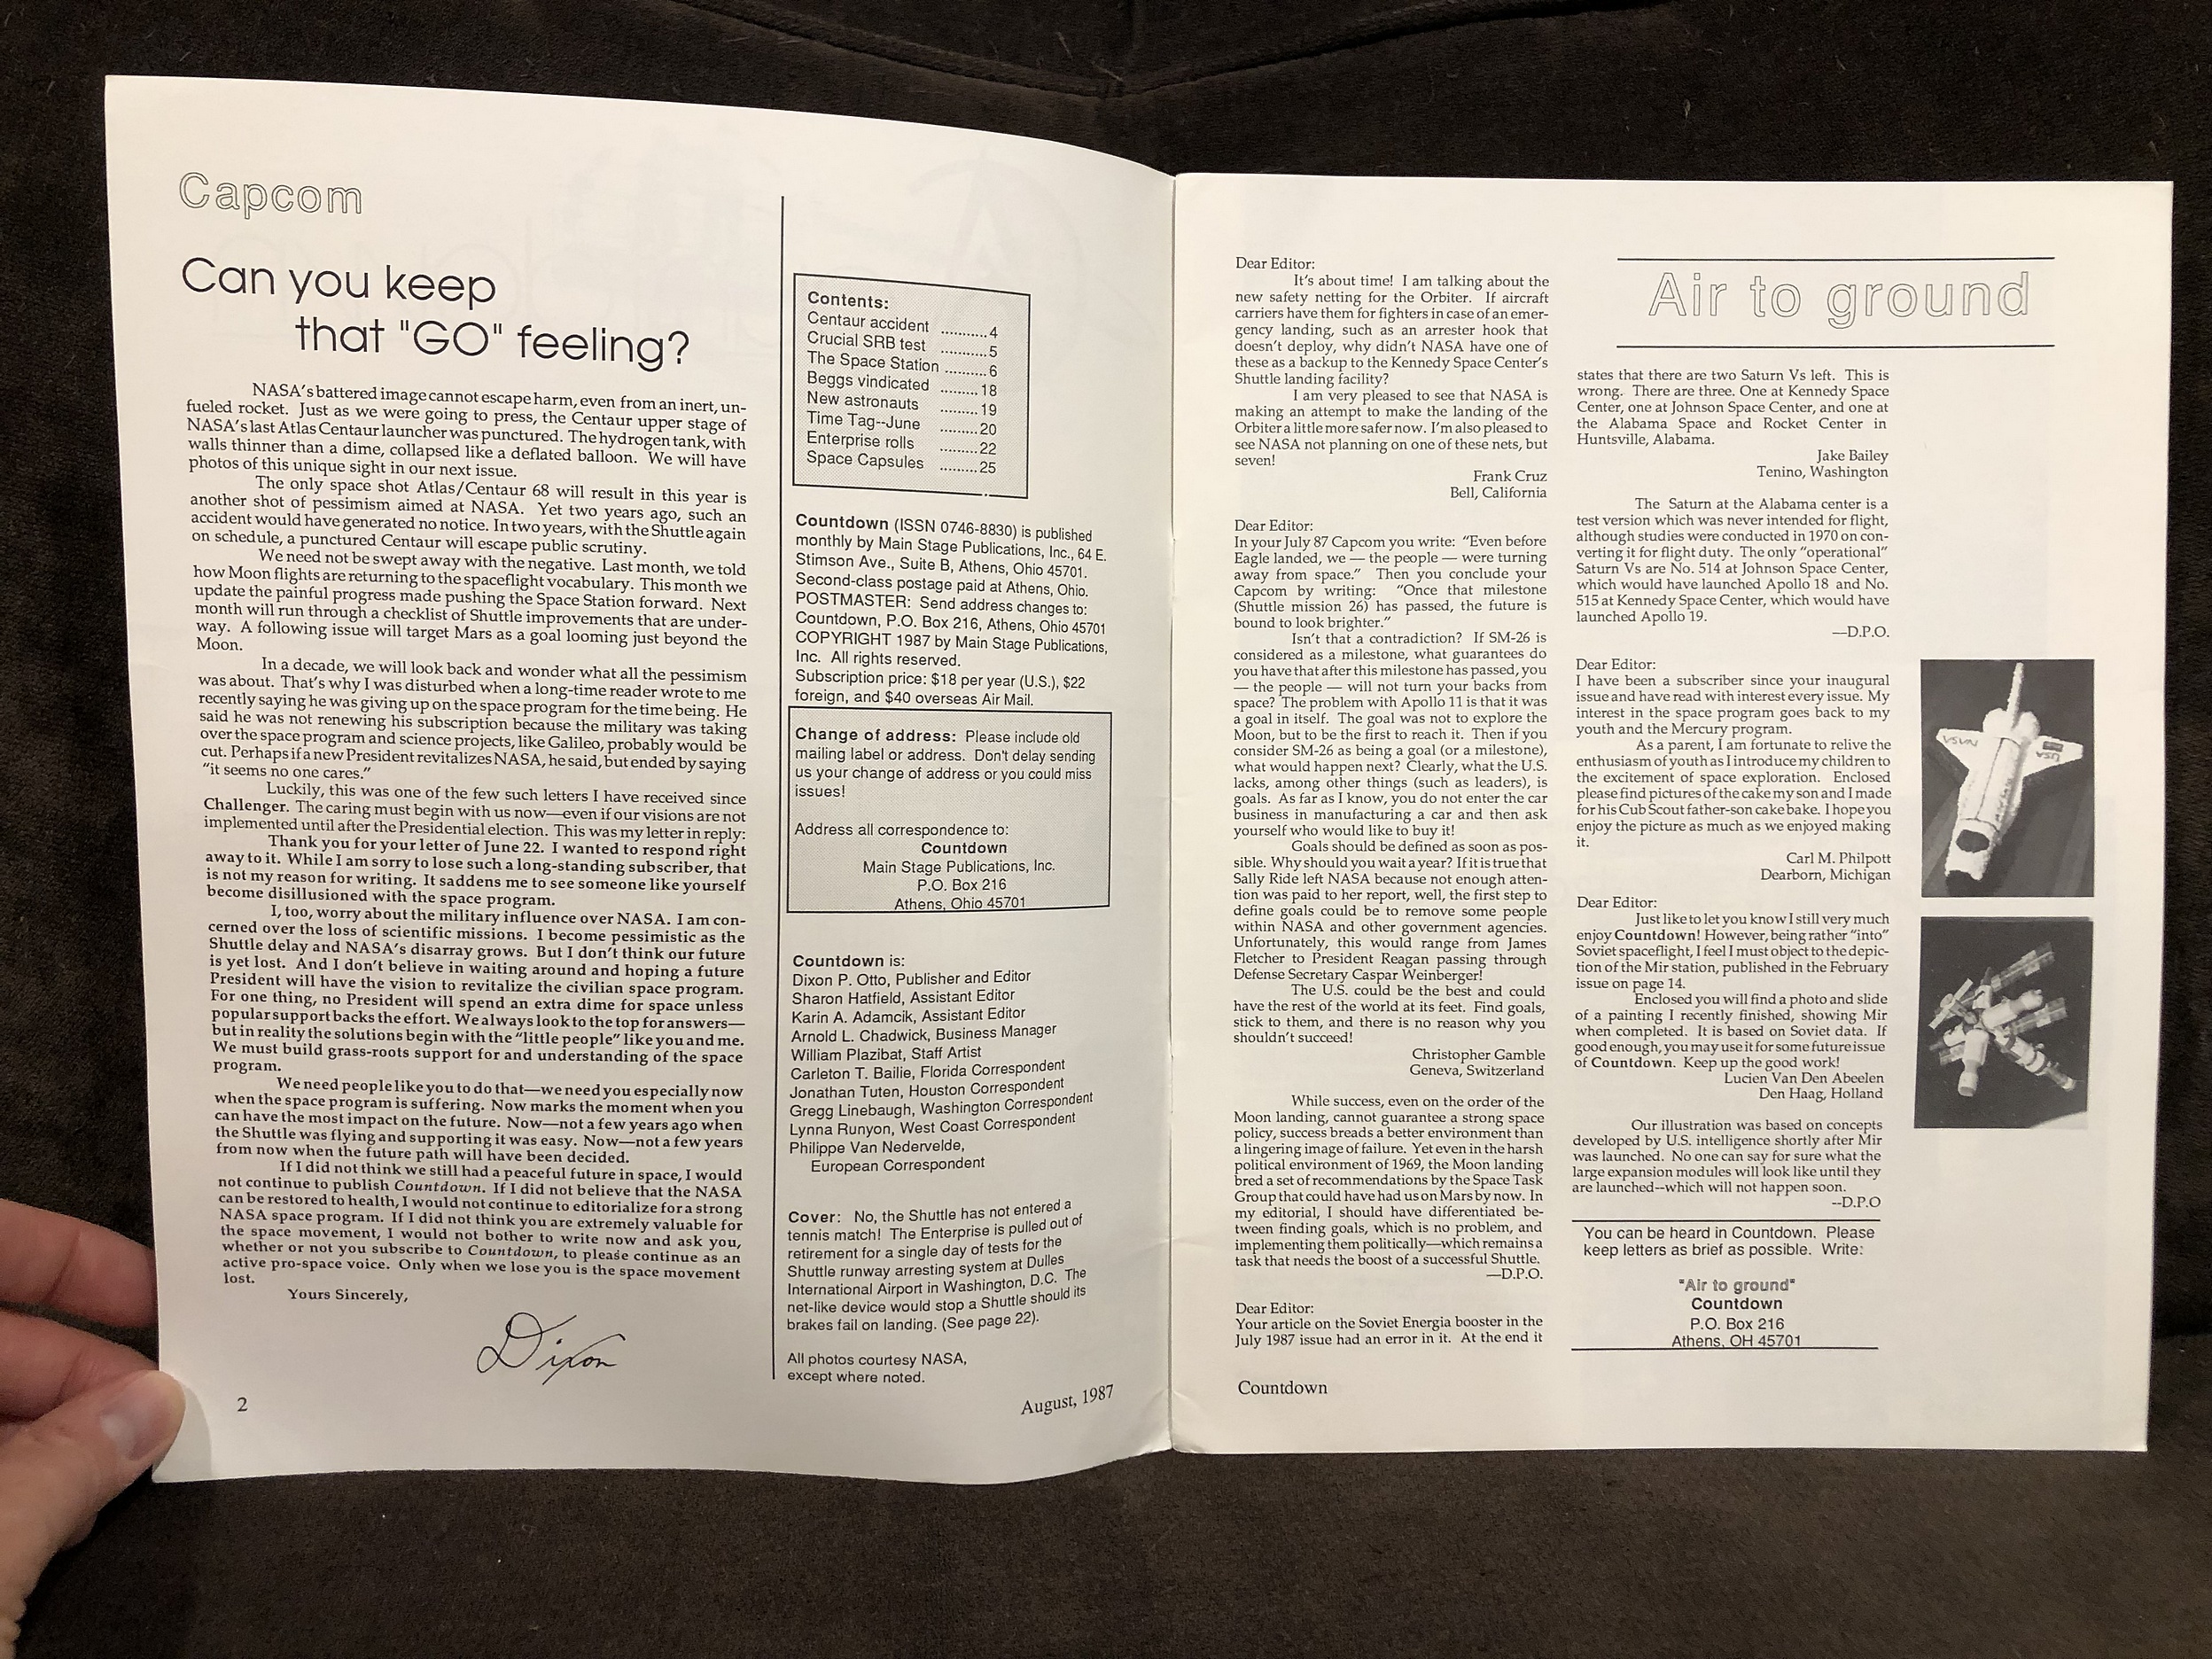 Capcom
Can you keep
that "GO" feeling?
NASA's battered image cannot escape harm, even from an inert, un-
fueled rocket. Just as we were going to press, the Centaur upper stage of
NASA's last Atlas Centaur launcher was punctured. The hydrogen tank, with
walls thinner than a dime, collapsed like a deflated balloon. We will have
photos of this unique sight in our next issue.
The only space shot Atlas/Centaur 68 will result in this year is
another shot of pessimism aimed at NASA. Yet two years ago, such an
accident would have generated no notice. In two years, with the Shuttle again
on schedule, a punctured Centaur will escape public scrutiny.
We need not be swept away with the negative. Last month, we told
how Moon flights are returning to the spaceflight vocabulary. This month we
update the painful progress made pushing the Space Station forward. Next
month will run through a checklist of Shuttle improvements that are under-
way. A following issue will target Mars as a goal looming just beyond the
Moon.
In a decade, we will look back and wonder what all the pessimism
was about. That's why I was disturbed when a long-time reader wrote to me
recently saying he was giving up on the space program for the time being. He
said he was not renewing his subscription because the military was taking
over the space program and science projects, like Galileo, probably would be
cut. Perhaps if a new President revitalizes NASA, he said, but ended by saying
"it seems no one cares."
Luckily, this was one of the few such letters I have received since
Challenger. The caring must begin with us now—even if our visions are not
implemented until after the Presidential election. This was my letter in reply:
Thank you for your letter of June 22. I wanted to respond right
away to it. While I am sorry to lose such a long-standing subscriber, that
is not my reason for writing. It saddens me to see someone like yourself
become disillusioned with the space program.
I, too, worry about the military influence over NASA. I am con-
cerned over the loss of scientific missions. I become pessimistic as the
Shuttle delay and NASA's disarray grows. But I don't think our future
is yet lost. And I don't believe in waiting around and hoping a future
President will have the vision to revitalize the civilian space program.
For one thing, no President will spend an extra dime for space unless
popular support backs the effort. We always look to the top for answers—
but in reality the solutions begin with the "little people" like you and me.
We must build grass-roots support for and understanding of the space
program.
We need people like you to do that—we need you especially now
when the space program is suffering. Now marks the moment when you
can have the most impact on the future. Now—not a few years ago when
the Shuttle was flying and supporting it was easy. Now—not a few years
from now when the future path will have been decided.
If I did not think we still had a peaceful future in space, I would
not continue to publish Countdown. If I did not believe that the NASA
can be restored to health, I would not continue to editorialize for a strong
NASA space program. If I did not think you are extremely valuable for
the space movement, I would not bother to write now and ask you,
whether or not you subscribe to Countdown, to please continue as an
active pro-space voice. Only when we lose you is the space movement
lost.
Yours Sincerely,
Dixon
2
Contents:
Centaur accident ..........4
Crucial SRB test ...........5
The Space Station .........6
Beggs vindicated ........18
New astronauts .........19
Time Tag--June .........20
Enterprise rolls .........22
Space Capsules .........25
Countdown (ISSN 0746-8830) is published
monthly by Main Stage Publications, Inc., 64 E.
Stimson Ave., Suite B, Athens, Ohio 45701.
Second-class postage paid at Athens, Ohio.
POSTMASTER: Send address changes to:
Countdown, P.O. Box 216, Athens, Ohio 45701
COPYRIGHT 1987 by Main Stage Publications,
Inc. All rights reserved.
Subscription price: $18 per year (U.S.), $22
foreign, and $40 overseas Air Mail.
Change of address: Please include old
mailing label or address. Don't delay sending
us your change of address or you could miss
issues!
Address all correspondence to:
Countdown
Main Stage Publications, Inc.
P.O. Box 216
Athens, Ohio 45701
Countdown is:
Dixon P. Otto, Publisher and Editor
Sharon Hatfield, Assistant Editor
Karin A. Adamcik, Assistant Editor
Arnold L. Chadwick, Business Manager
William Plazibat, Staff Artist
Carleton T. Bailie, Florida Correspondent
Jonathan Tuten, Houston Correspondent
Gregg Linebaugh, Washington Correspondent
Lynna Runyon, West Coast Correspondent
Philippe Van Nedervelde,
European Correspondent
Cover: No, the Shuttle has not entered a
tennis match! The Enterprise is pulled out of
retirement for a single day of tests for the
Shuttle runway arresting system at Dulles
International Airport in Washington, D.C. The
net-like device would stop a Shuttle should its
brakes fail on landing. (See page 22).
All photos courtesy NASA,
except where noted.
August, 1987
Dear Editor:
It's about time! I am talking about the
new safety netting for the Orbiter. If aircraft
carriers have them for fighters in case of an emer-
gency landing, such as an arrester hook that
doesn't deploy, why didn't NASA have one of
these as a backup to the Kennedy Space Center's
Shuttle landing facility?
I am very pleased to see that NASA is
making an attempt to make the landing of the
Orbiter a little more safer now. I'm also pleased to
see NASA not planning on one of these nets, but
seven!
Frank Cruz
Bell, California
Dear Editor:
In your July 87 Capcom you write: "Even before
Eagle landed, we — the people — were turning
away from space." Then you conclude your
Capcom by writing: "Once that milestone
(Shuttle mission 26) has passed, the future is
bound to look brighter."
Isn't that a contradiction? If SM-26 is
considered as a milestone, what guarantees do
you have that after this milestone has passed, you
— the people — will not turn your backs from
space? The problem with Apollo 11 is that it was
a goal in itself. The goal was not to explore the
Moon, but to be the first to reach it. Then if you
consider SM-26 as being a goal (or a milestone),
what would happen next? Clearly, what the U.S.
lacks, among other things (such as leaders), is
goals. As far as I know, you do not enter the car
business in manufacturing a car and then ask
yourself who would like to buy it!
Goals should be defined as soon as pos-
sible. Why should you wait a year? If it is true that
Sally Ride left NASA because not enough atten-
tion was paid to her report, well, the first step to
define goals could be to remove some people
within NASA and other government agencies.
Unfortunately, this would range from James
Fletcher to President Reagan passing through
Defense Secretary Caspar Weinberger!
The U.S. could be the best and could
have the rest of the world at its feet. Find goals,
stick to them, and there is no reason why you
shouldn't succeed!
Christopher Gamble
Geneva, Switzerland
While success, even on the order of the
Moon landing, cannot guarantee a strong space
policy, success breads a better environment than
a lingering image of failure. Yet even in the harsh
political environment of 1969, the Moon landing
bred a set of recommendations by the Space Task
Group that could have had us on Mars by now. In
my editorial, I should have differentiated be-
tween finding goals, which is no problem, and
implementing them politically—which remains a
task that needs the boost of a successful Shuttle.
—D.P.O.
Dear Editor:
Your article on the Soviet Energia booster in the
July 1987 issue had an error in it. At the end it
Countdown
Air to ground
states that there are two Saturn Vs left. This is
wrong. There are three. One at Kennedy Space
Center, one at Johnson Space Center, and one at
the Alabama Space and Rocket Center in
Huntsville, Alabama.
Jake Bailey
Tenino, Washington
The Saturn at the Alabama center is a
test version which was never intended for flight,
although studies were conducted in 1970 on con-
verting it for flight duty. The only "operational"
Saturn Vs are No. 514 at Johnson Space Center,
which would have launched Apollo 18 and No.
515 at Kennedy Space Center, which would have
launched Apollo 19.
—D.P.O.
Dear Editor:
I have been a subscriber since your inaugural
issue and have read with interest every issue. My
interest in the space program goes back to my
youth and the Mercury program.
As a parent, I am fortunate to relive the
enthusiasm of youth as I introduce my children to
the excitement of space exploration. Enclosed
please find pictures of the cake my son and I made
for his Cub Scout father-son cake bake. I hope you
enjoy the picture as much as we enjoyed making
it.
Carl M. Philpott
Dearborn, Michigan
Dear Editor:
Just like to let you know I still very much
enjoy Countdown! However, being rather "into"
Soviet spaceflight, I feel I must object to the depic-
tion of the Mir station, published in the February
issue on page 14.
Enclosed you will find a photo and slide
of a painting I recently finished, showing Mir
when completed. It is based on Soviet data. If
good enough, you may use it for some future issue
of Countdown. Keep up the good work!
Lucien Van Den Abeelen
Den Haag, Holland
Our illustration was based on concepts
developed by U.S. intelligence shortly after Mir
was launched. No one can say for sure what the
large expansion modules will look like until they
are launched--which will not happen soon.
--D.P.O
You can be heard in Countdown. Please
keep letters as brief as possible. Write:
"Air to ground"
Countdown
P.O. Box 216
Athens, OH 45701
USA